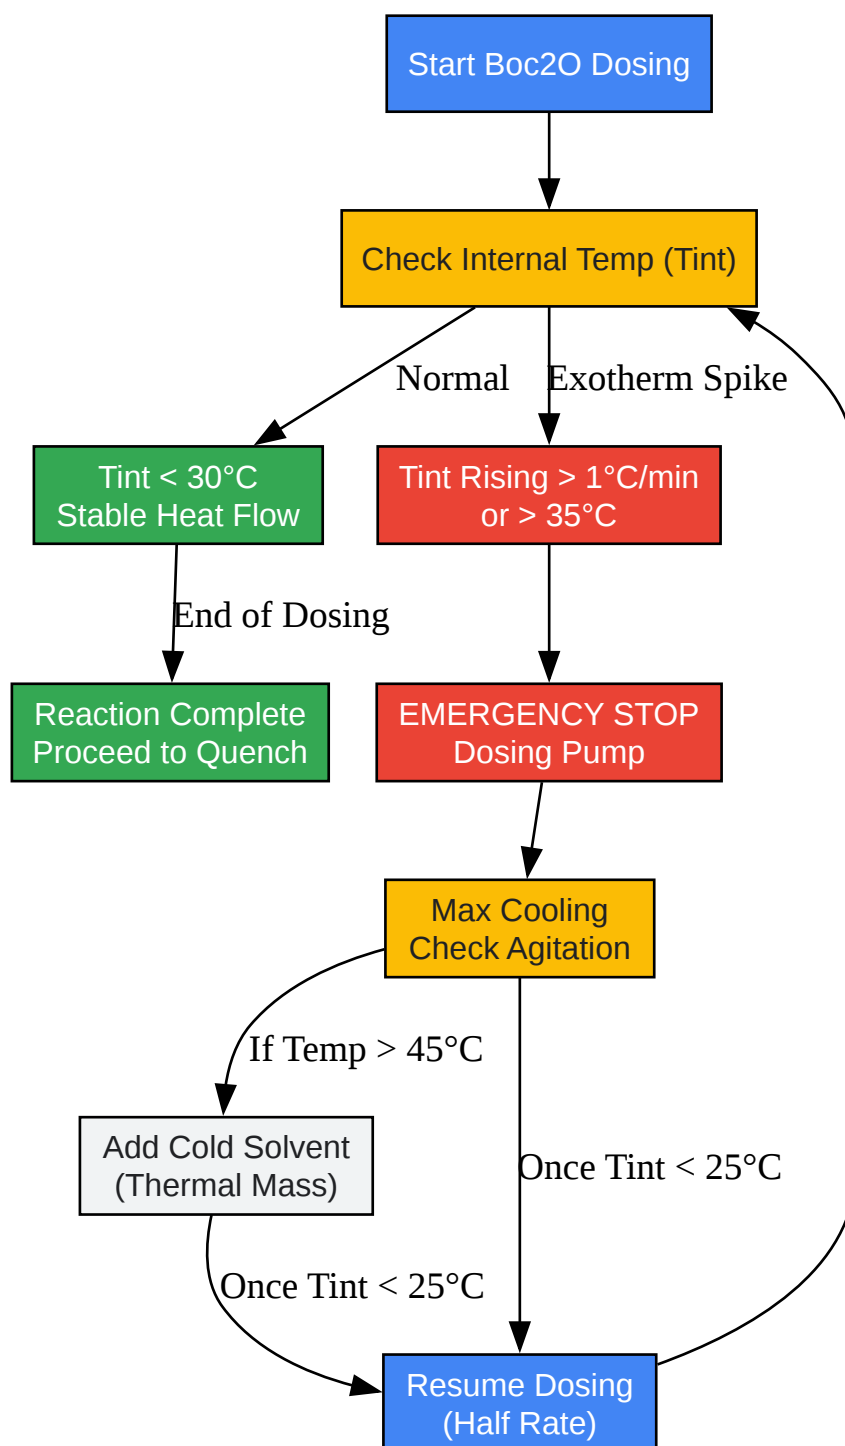 Start Boc2O Dosing
Check Internal Temp (Tint)
Normal
Exotherm Spike
Tint < 30°C
Stable Heat Flow
Tint Rising > 1°C/min
or > 35°C
End of Dosing
Reaction Complete
Proceed to Quench
EMERGENCY STOP
Dosing Pump
Max Cooling
Check Agitation
If Temp > 45°C
Add Cold Solvent
(Thermal Mass)
Once Tint < 25°C
Once Tint < 25°C
Resume Dosing
(Half Rate)